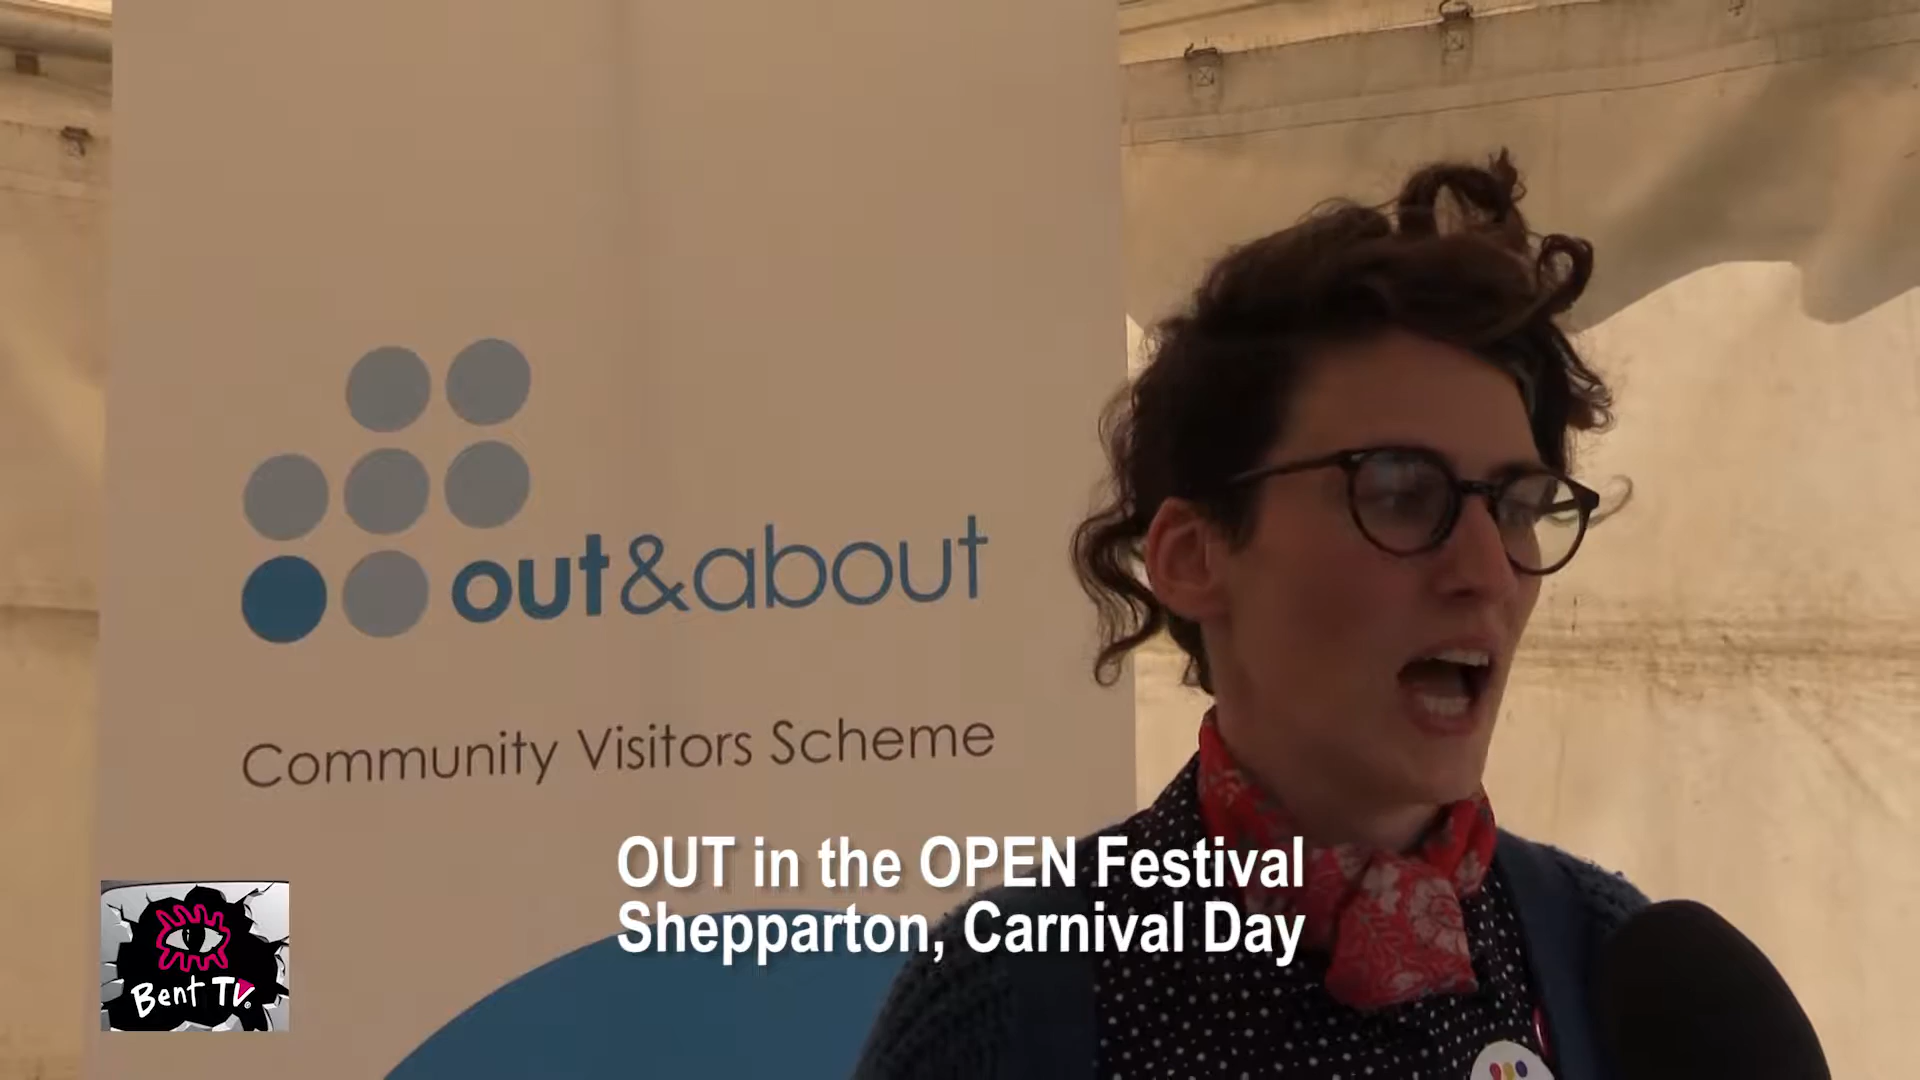 out&about
Community Visitors Scheme
OUT in the OPEN Festival
Shepparton, Carnival Day
Bent TV.